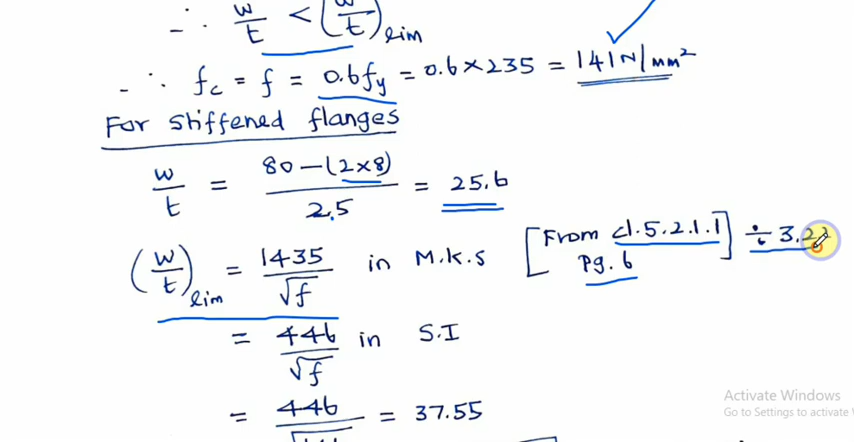 ∴ w/t < (w/t)lim
∴ fc = f = 0.6fy = 0.6×235 = 141N/mm²
For stiffened flanges
w/t = 80-(2×8)/2.5 = 25.6
(w/t)lim = 1435/√f in M.K.S [From cl.5.2.1.1 Pg.6] ÷ 3.22
= 446/√f in S.I
= 446/ = 37.55
Activate Windows
Go to Settings to activate